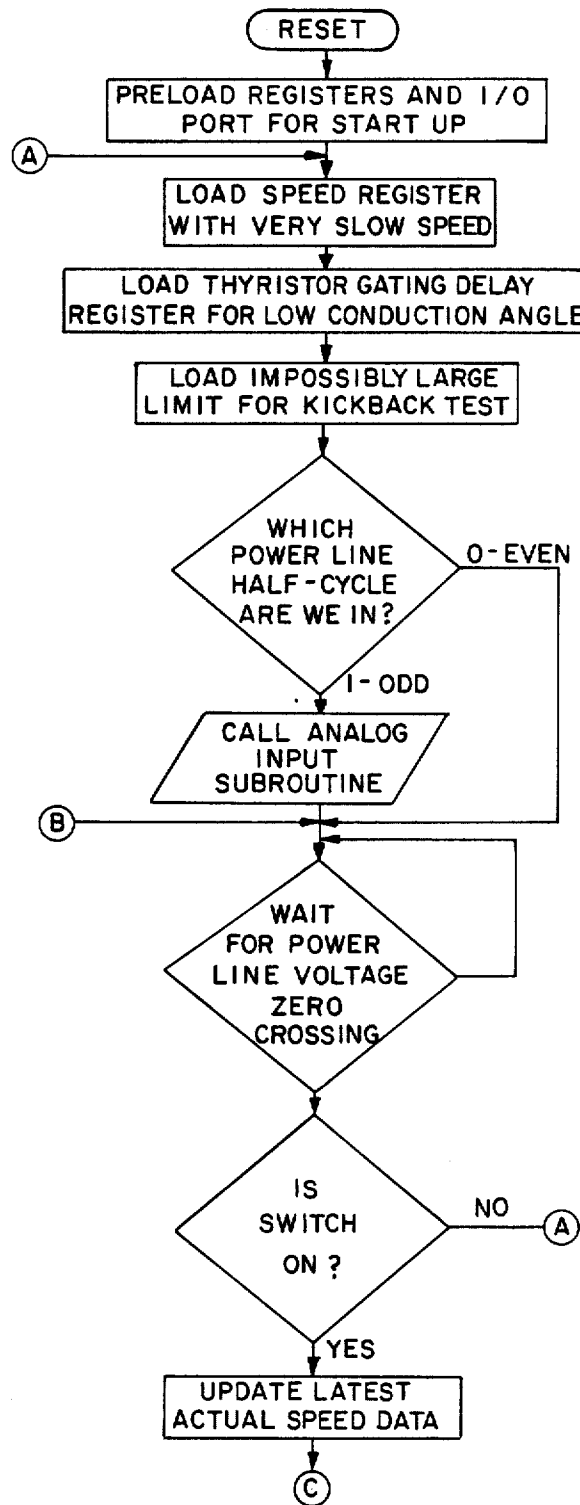 RESET
PRELOAD REGISTERS AND I/O
PORT FOR START UP
A
LOAD SPEED REGISTER
WITH VERY SLOW SPEED
LOAD THYRISTOR GATING DELAY
REGISTER FOR LOW CONDUCTION ANGLE
LOAD IMPOSSIBLY LARGE
LIMIT FOR KICKBACK TEST
WHICH
POWER LINE
HALF-CYCLE
ARE WE IN?
0-EVEN
1-ODD
CALL ANALOG
INPUT
SUBROUTINE
B
WAIT
FOR POWER
LINE VOLTAGE
ZERO
CROSSING
IS
SWITCH
ON?
NO
A
YES
UPDATE LATEST
ACTUAL SPEED DATA
C